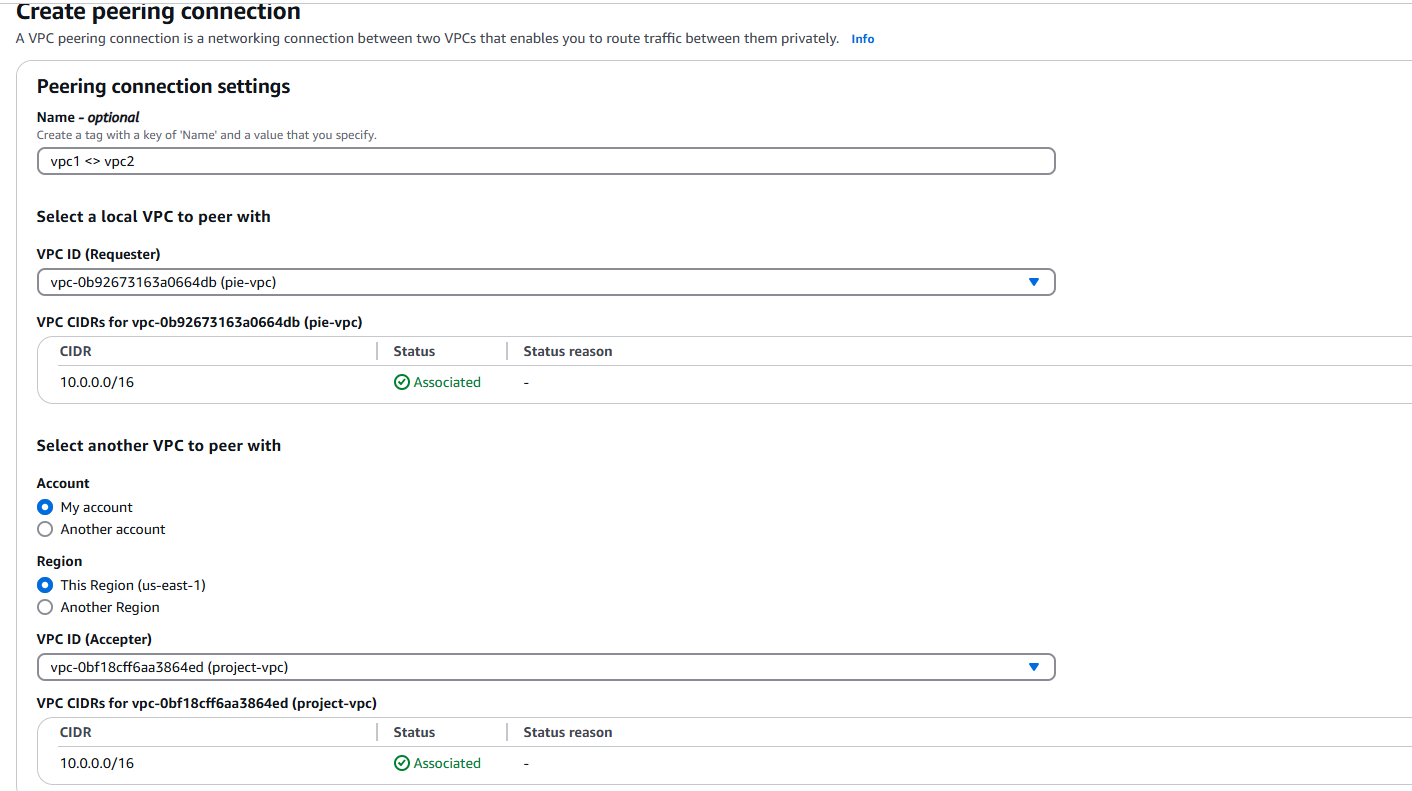 Create peering connection
A VPC peering connection is a networking connection between two VPCs that enables you to route traffic between them privately. Info
Peering connection settings
Name - optional
Create a tag with a key of 'Name' and a value that you specify.
vpc1 <> vpc2
Select a local VPC to peer with
VPC ID (Requester)
vpc-0b92673163a0664db (pie-vpc)
VPC CIDRs for vpc-0b92673163a0664db (pie-vpc)
CIDR Status Status reason
10.0.0.0/16 Associated -
Select another VPC to peer with
Account
My account
Another account
Region
This Region (us-east-1)
Another Region
VPC ID (Accepter)
vpc-0bf18cff6aa3864ed (project-vpc)
VPC CIDRs for vpc-0bf18cff6aa3864ed (project-vpc)
CIDR Status Status reason
10.0.0.0/16 Associated -